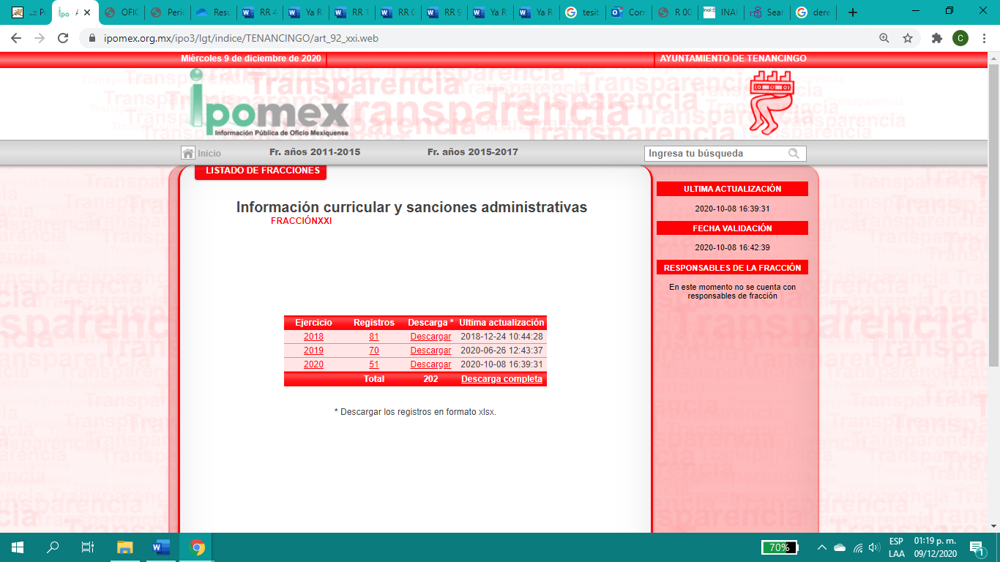 ..:: Po
A
OFIC
Peric
Resu
RR 4
Ya R
RR 1
RR 0
RR 9
Ya R
Ya R
tesit
Corr
R 00
INAI
Sear
dere
ipomex.org.mx/ipo3/lgt/indice/TENANCINGO/art_92_xxi.web
C
Miércoles 9 de diciembre de 2020
AYUNTAMIENTO DE TENANCINGO
Transparencia
ipomex
Información Pública de Oficio Mexiquense
Inicio
Fr. años 2011-2015
Fr. años 2015-2017
Ingresa tu búsqueda
LISTADO DE FRACCIONES
Información curricular y sanciones administrativas
FRACCIÓNXXI
Ejercicio Registros Descarga * Ultima actualización
2018 81 Descargar 2018-12-24 10:44:28
2019 70 Descargar 2020-06-26 12:43:37
2020 51 Descargar 2020-10-08 16:39:31
Total 202 Descarga completa
* Descargar los registros en formato xlsx.
ULTIMA ACTUALIZACIÓN
2020-10-08 16:39:31
FECHA VALIDACIÓN
2020-10-08 16:42:39
RESPONSABLES DE LA FRACCIÓN
En este momento no se cuenta con
responsables de fracción
70%
ESP
LAA
01:19 p. m.
09/12/2020
1